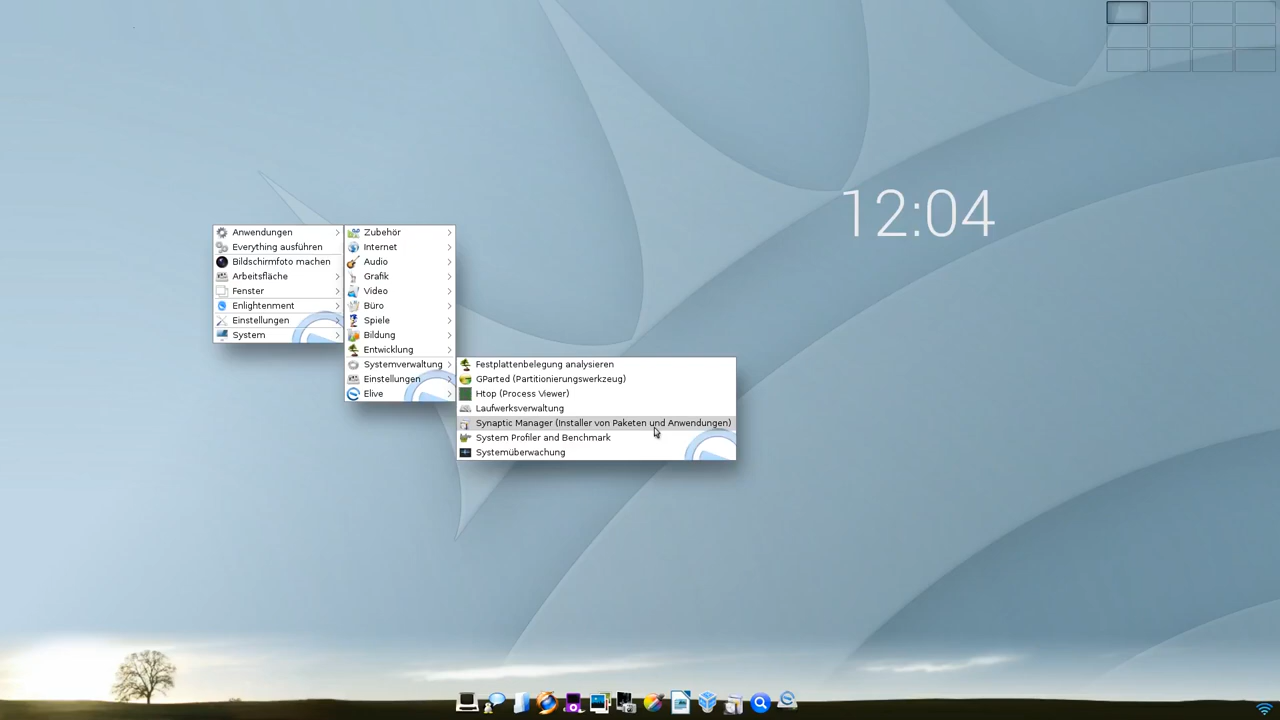 12:04
Anwendungen
Everything ausführen
Bildschirmfoto machen
Arbeitsfläche
Fenster
Enlightenment
Einstellungen
System
Zubehör
Internet
Audio
Grafik
Video
Büro
Spiele
Bildung
Entwicklung
Systemverwaltung
Einstellungen
Elive
Festplattenbelegung analysieren
GParted (Partitionierungswerkzeug)
Htop (Process Viewer)
Laufwerksverwaltung
Synaptic Manager (Installer von Paketen und Anwendungen)
System Profiler and Benchmark
Systemüberwachung